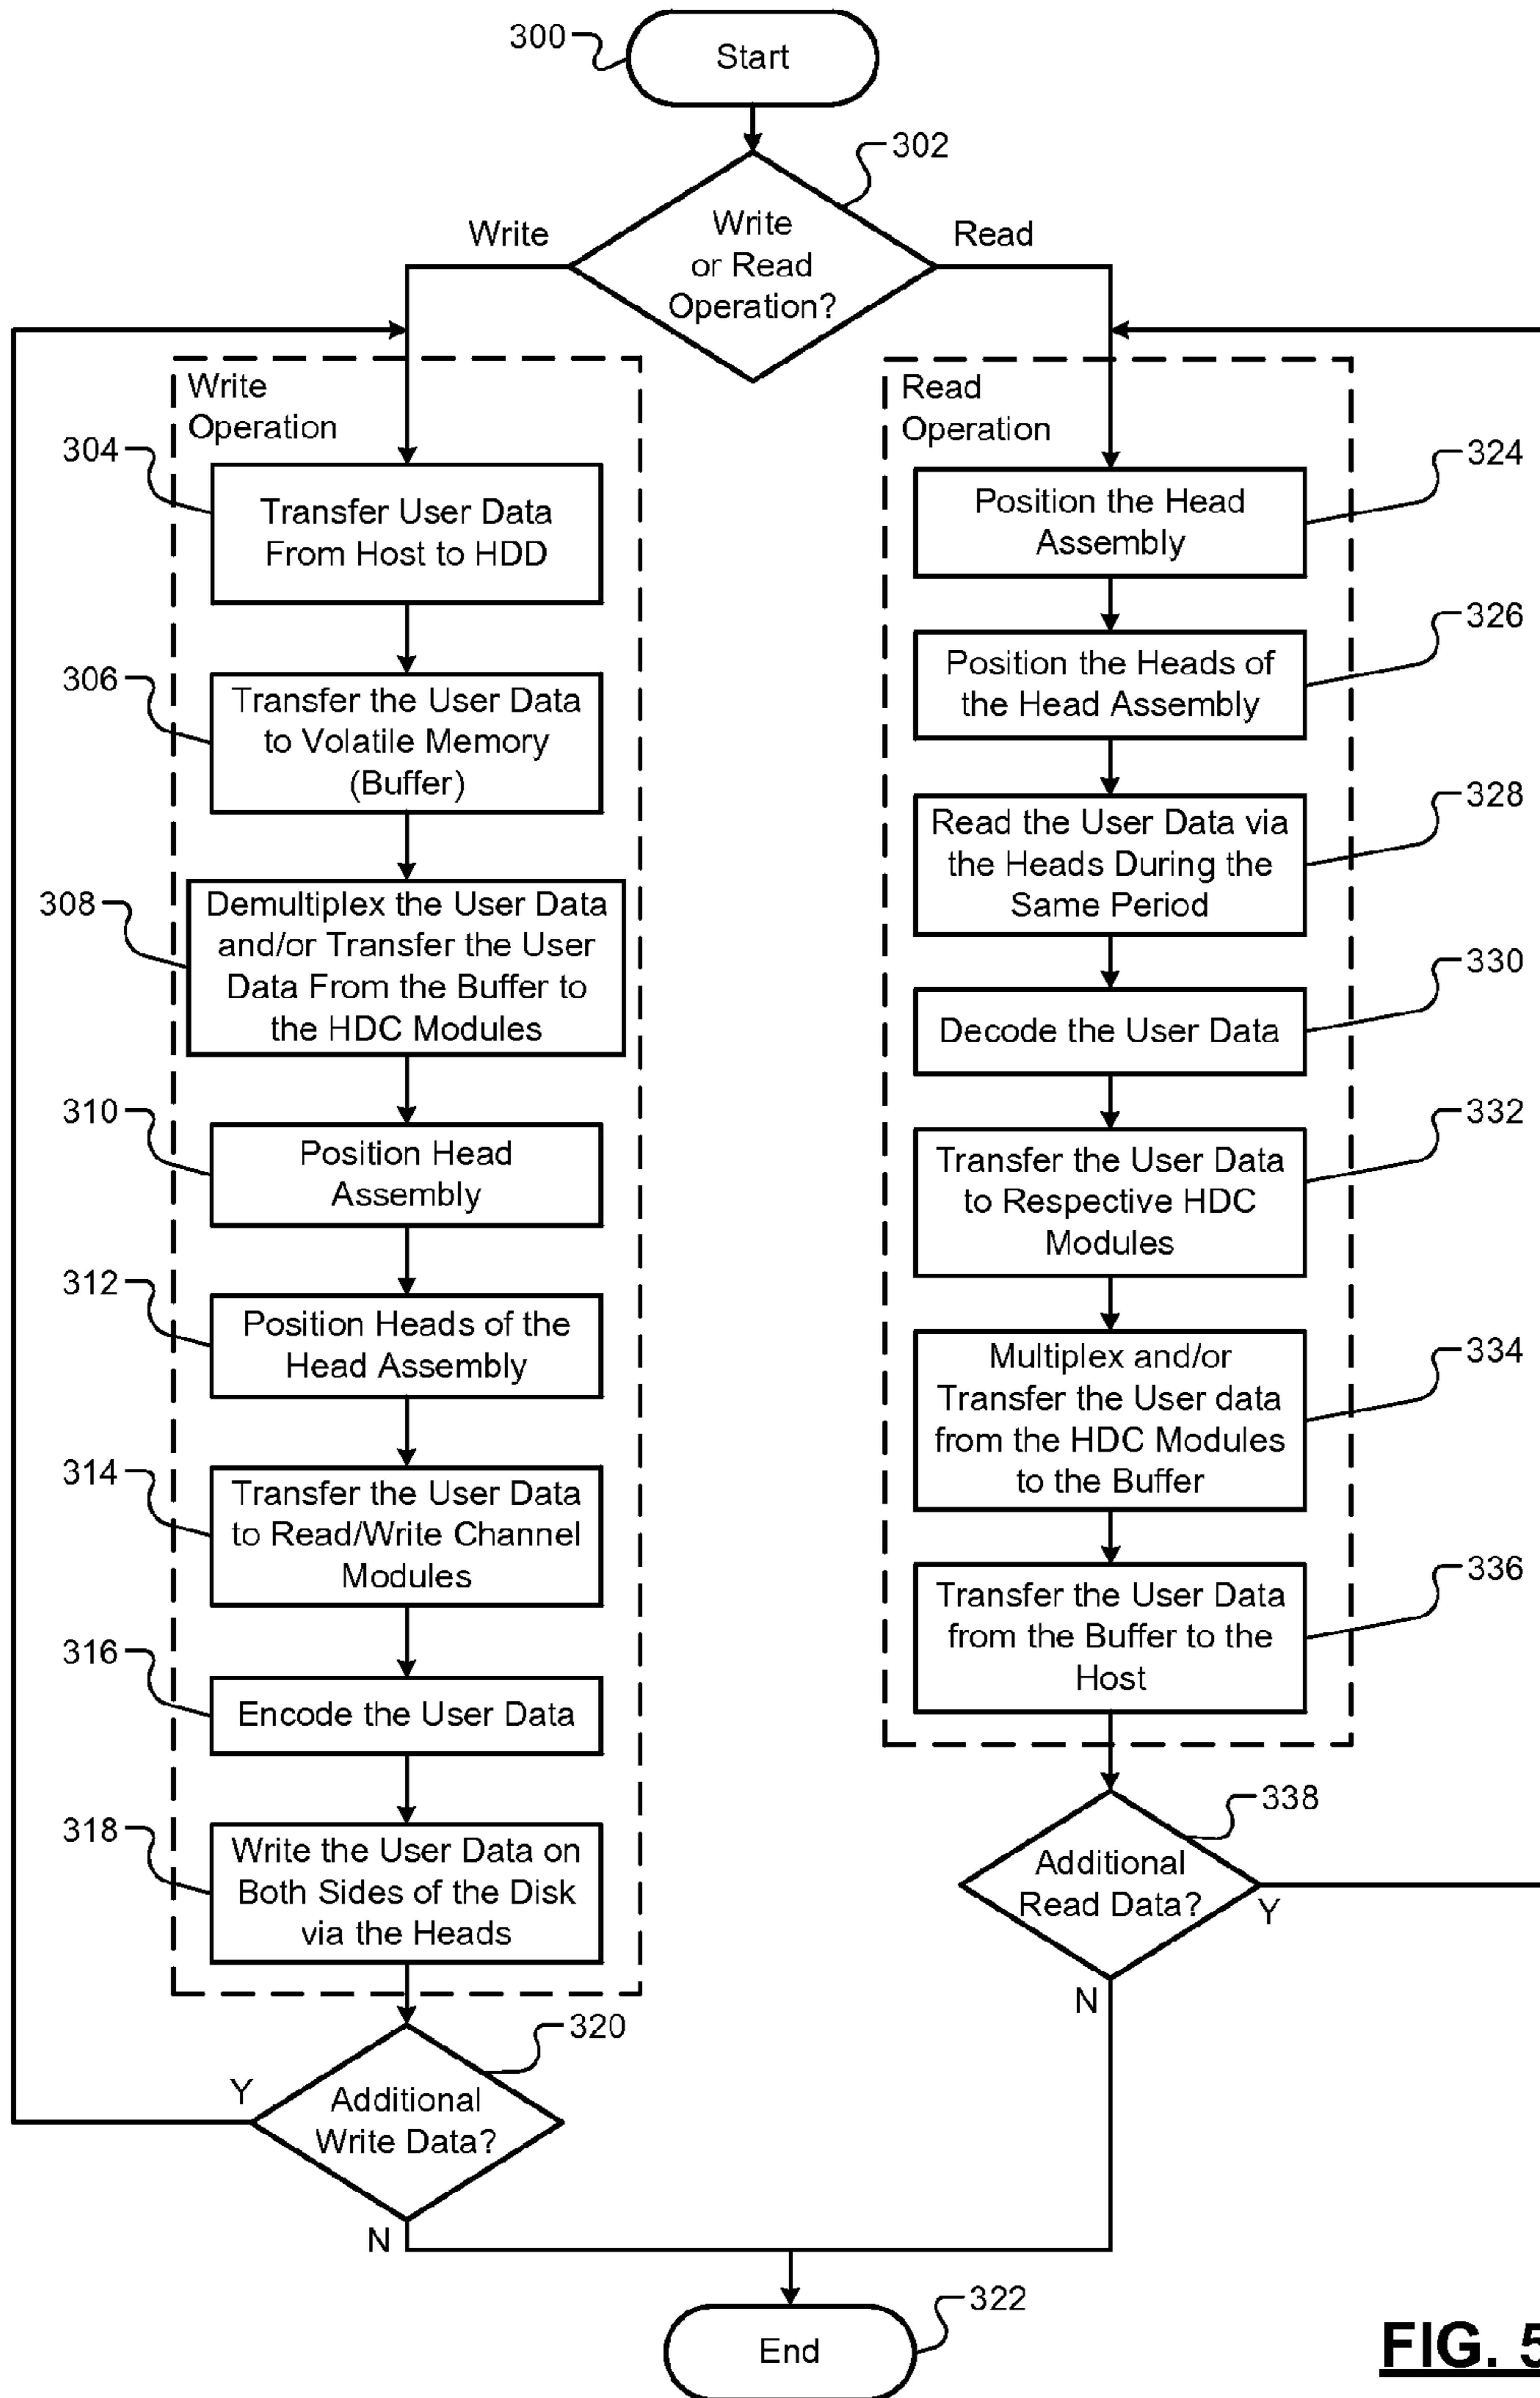 300
Start
302
Write
or Read
Operation?
Write
Read
Write
Operation
304
Transfer User Data
From Host to HDD
306
Transfer the User Data
to Volatile Memory
(Buffer)
308
Demultiplex the User Data
and/or Transfer the User
Data From the Buffer to
the HDC Modules
310
Position Head
Assembly
312
Position Heads of the
Head Assembly
314
Transfer the User Data
to Read/Write Channel
Modules
316
Encode the User Data
318
Write the User Data on
Both Sides of the Disk
via the Heads
320
Additional
Write Data?
Y
N
Read
Operation
324
Position the Head
Assembly
326
Position the Heads of
the Head Assembly
328
Read the User Data via
the Heads During the
Same Period
330
Decode the User Data
332
Transfer the User Data
to Respective HDC
Modules
334
Multiplex and/or
Transfer the User data
from the HDC Modules
to the Buffer
336
Transfer the User Data
from the Buffer to the
Host
338
Additional
Read Data?
Y
N
322
End
FIG. 5